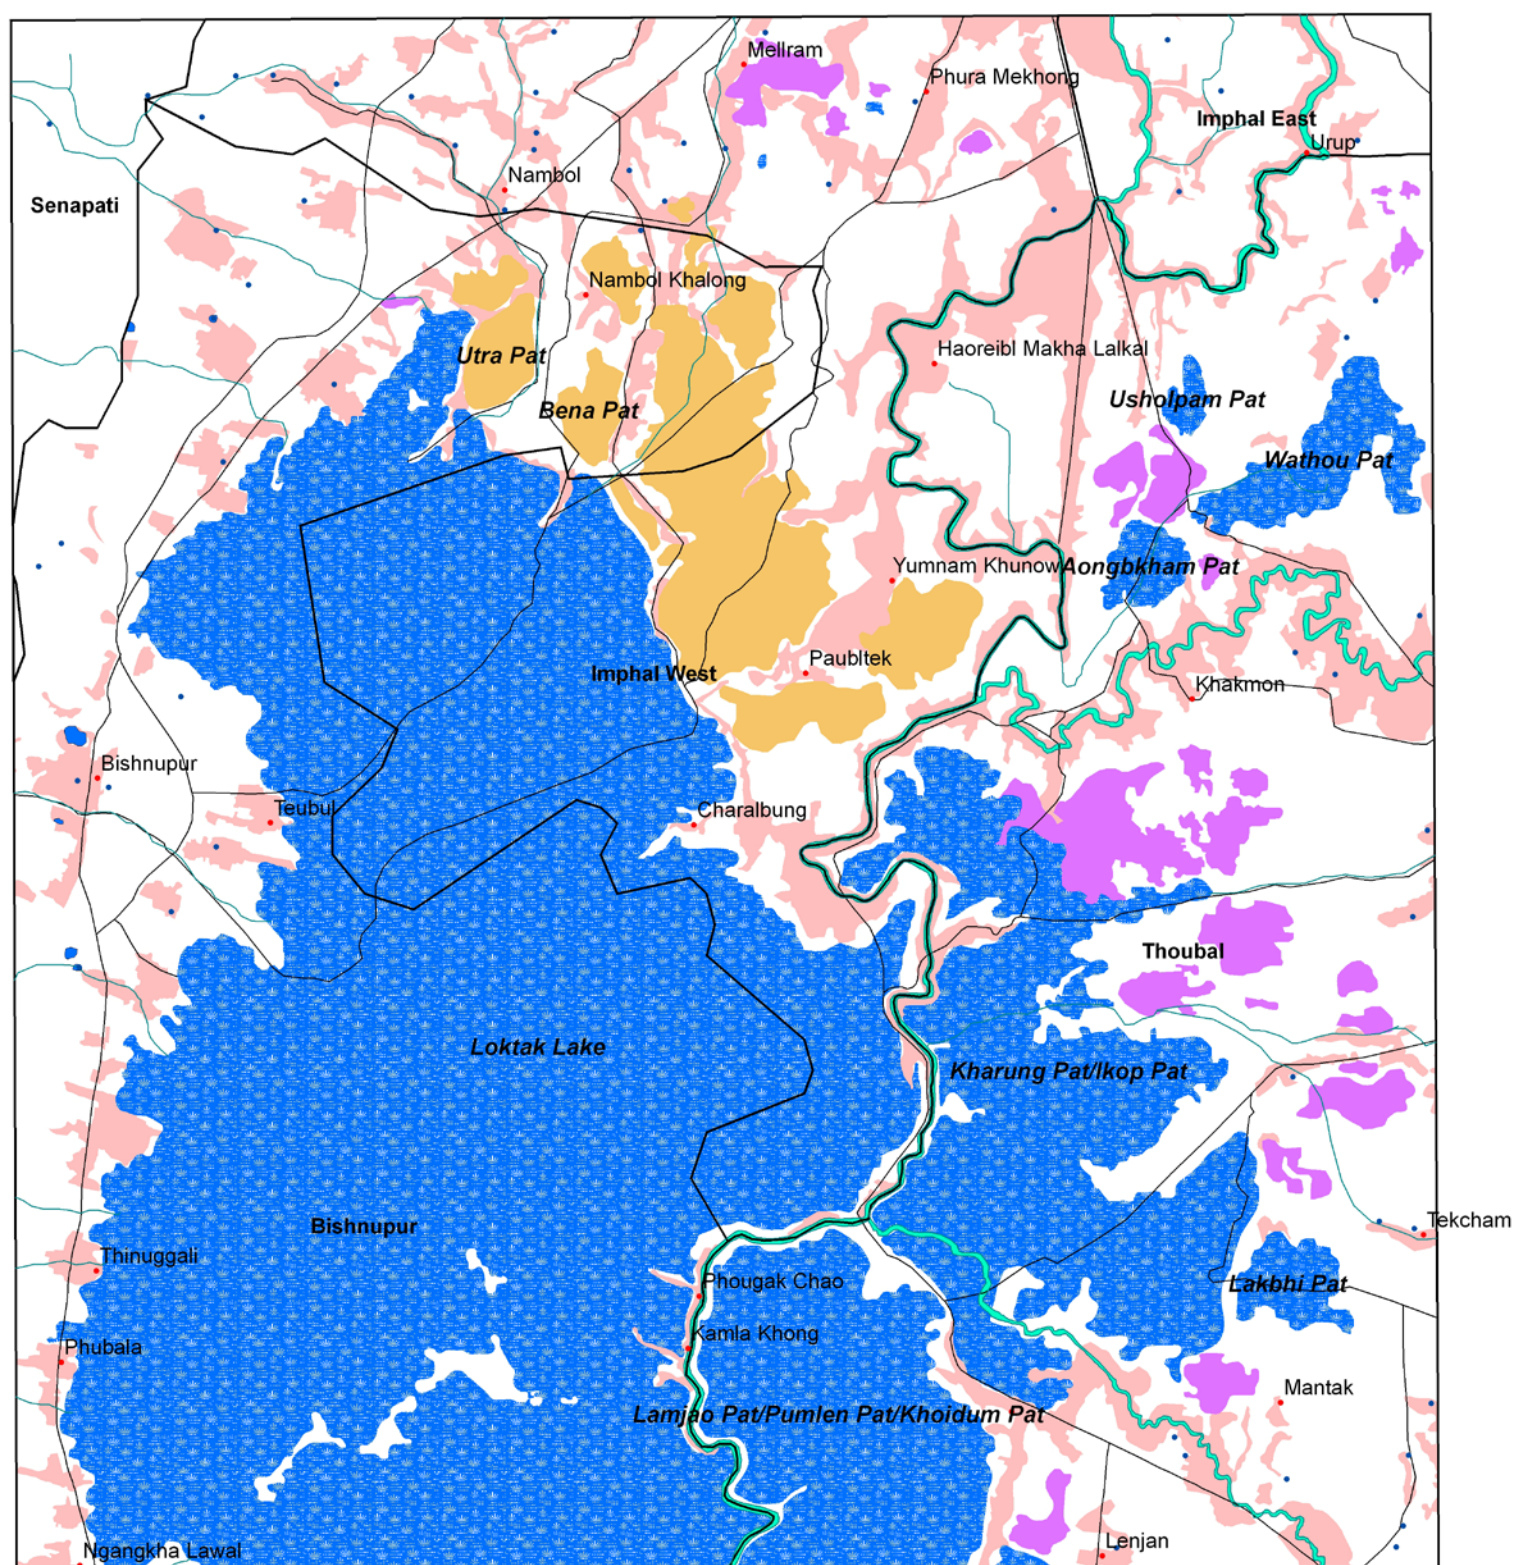 Mellram
Phura Mekhong
Imphal East
Urup
Nambol
Senapati
Nambol Khalong
Haoreibl Makha Lalkal
Utra Pat
Usholpam Pat
Bena Pat
Wathou Pat
Yumnam Khunow
Aongbkham Pat
Paubltek
Imphal West
Khakmon
Bishnupur
Teubul
Charalbung
Thoubal
Loktak Lake
Kharung Pat/Ikop Pat
Tekcham
Bishnupur
Thinuggali
Phougak Chao
Lakbhi Pat
Kamla Khong
Phubala
Mantak
Lamjao Pat/Pumlen Pat/Khoidum Pat
Lenjan
Ngangkha Lawal